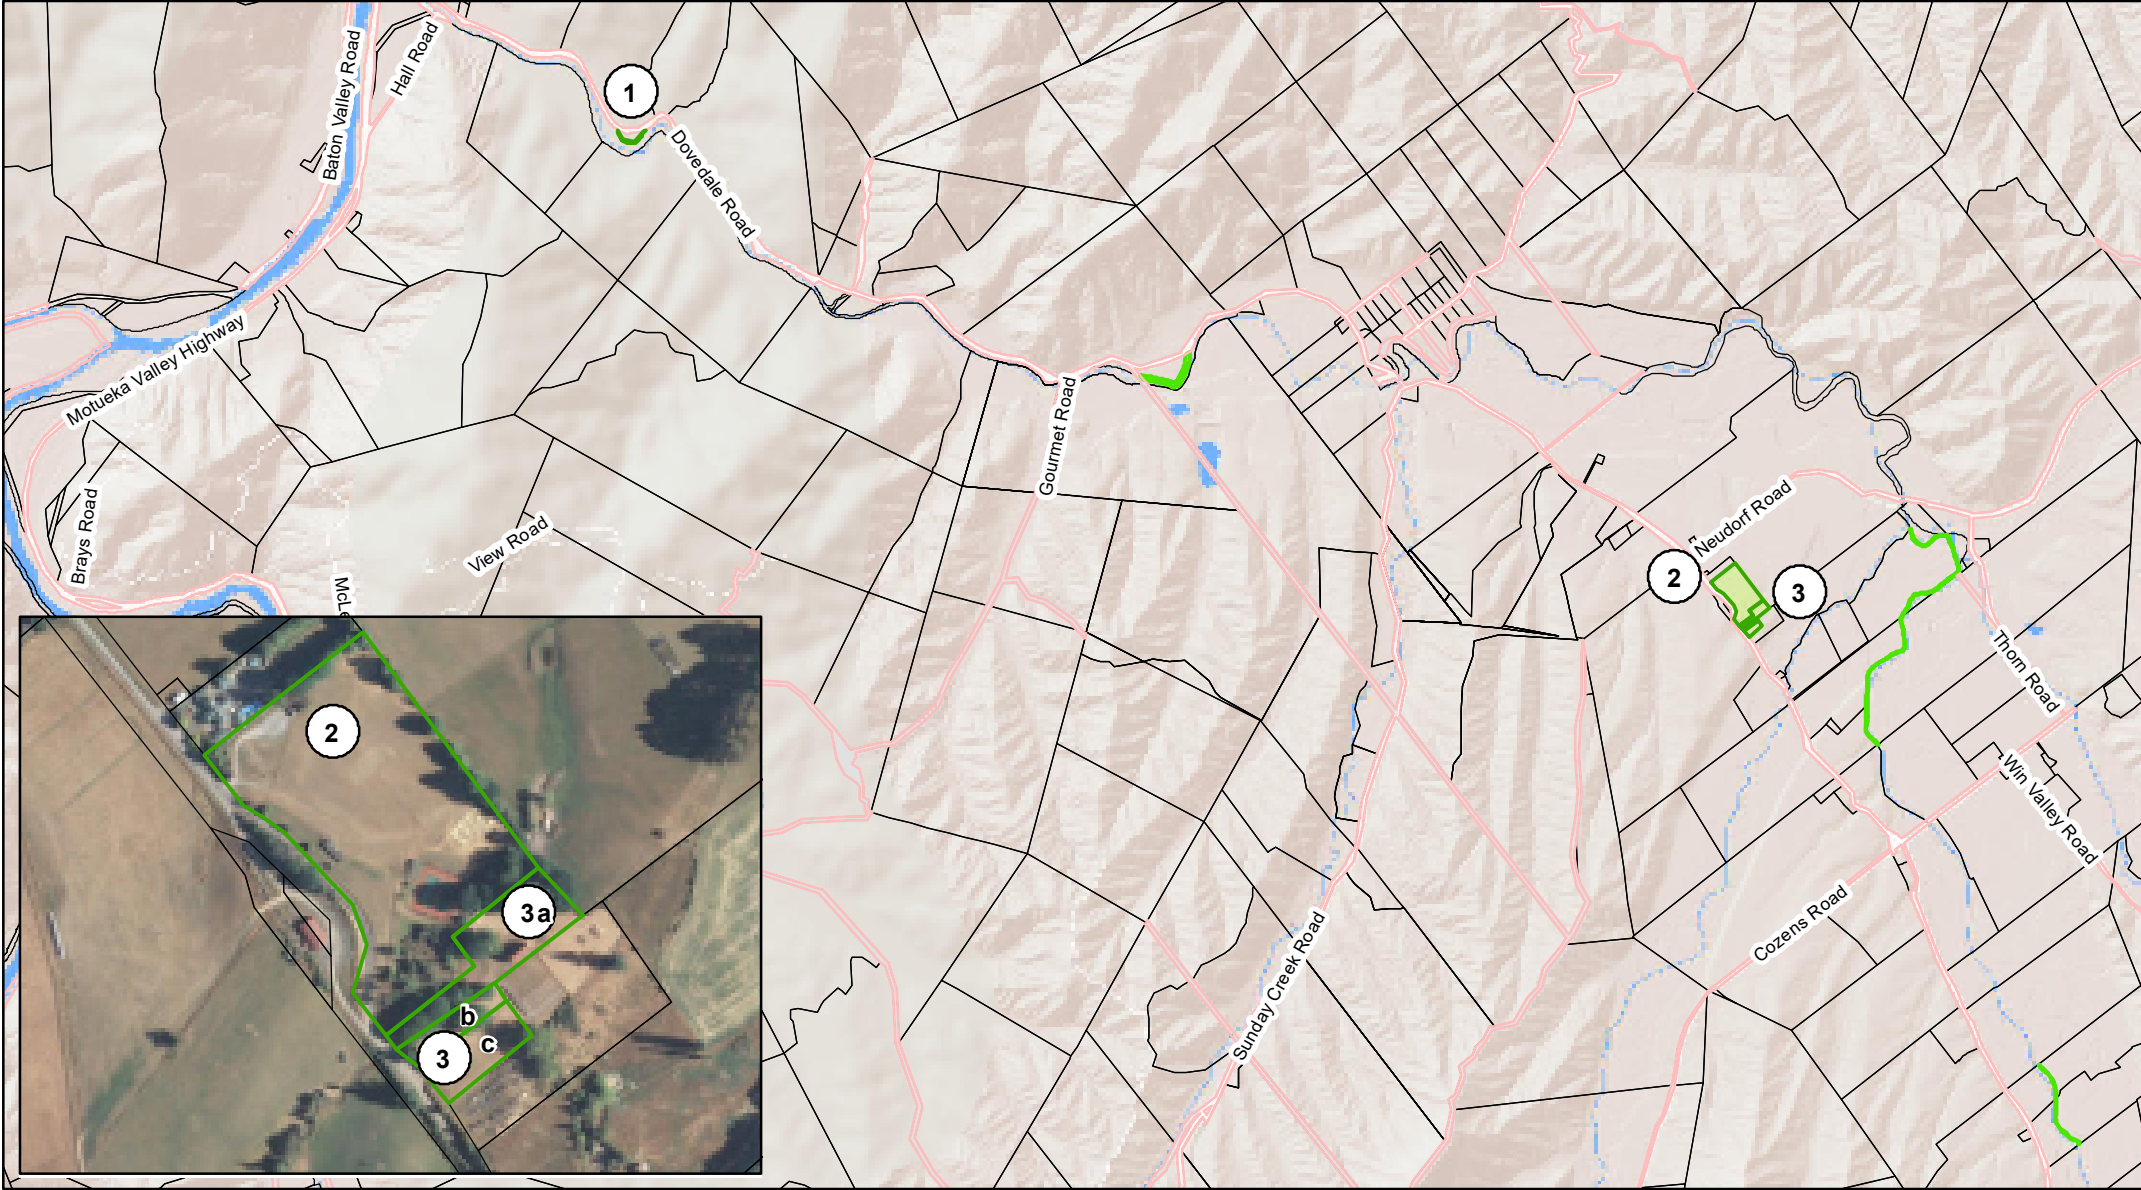 Baton Valley Road
Hall Road
1
Dovedale Road
Motueka Valley Highway
Gourmet Road
Brays Road
View Road
McLe
Neudorf Road
2
3
Thorn Road
Win Valley Road
Cozens Road
Sunday Creek Road
2
3a
b
c
3